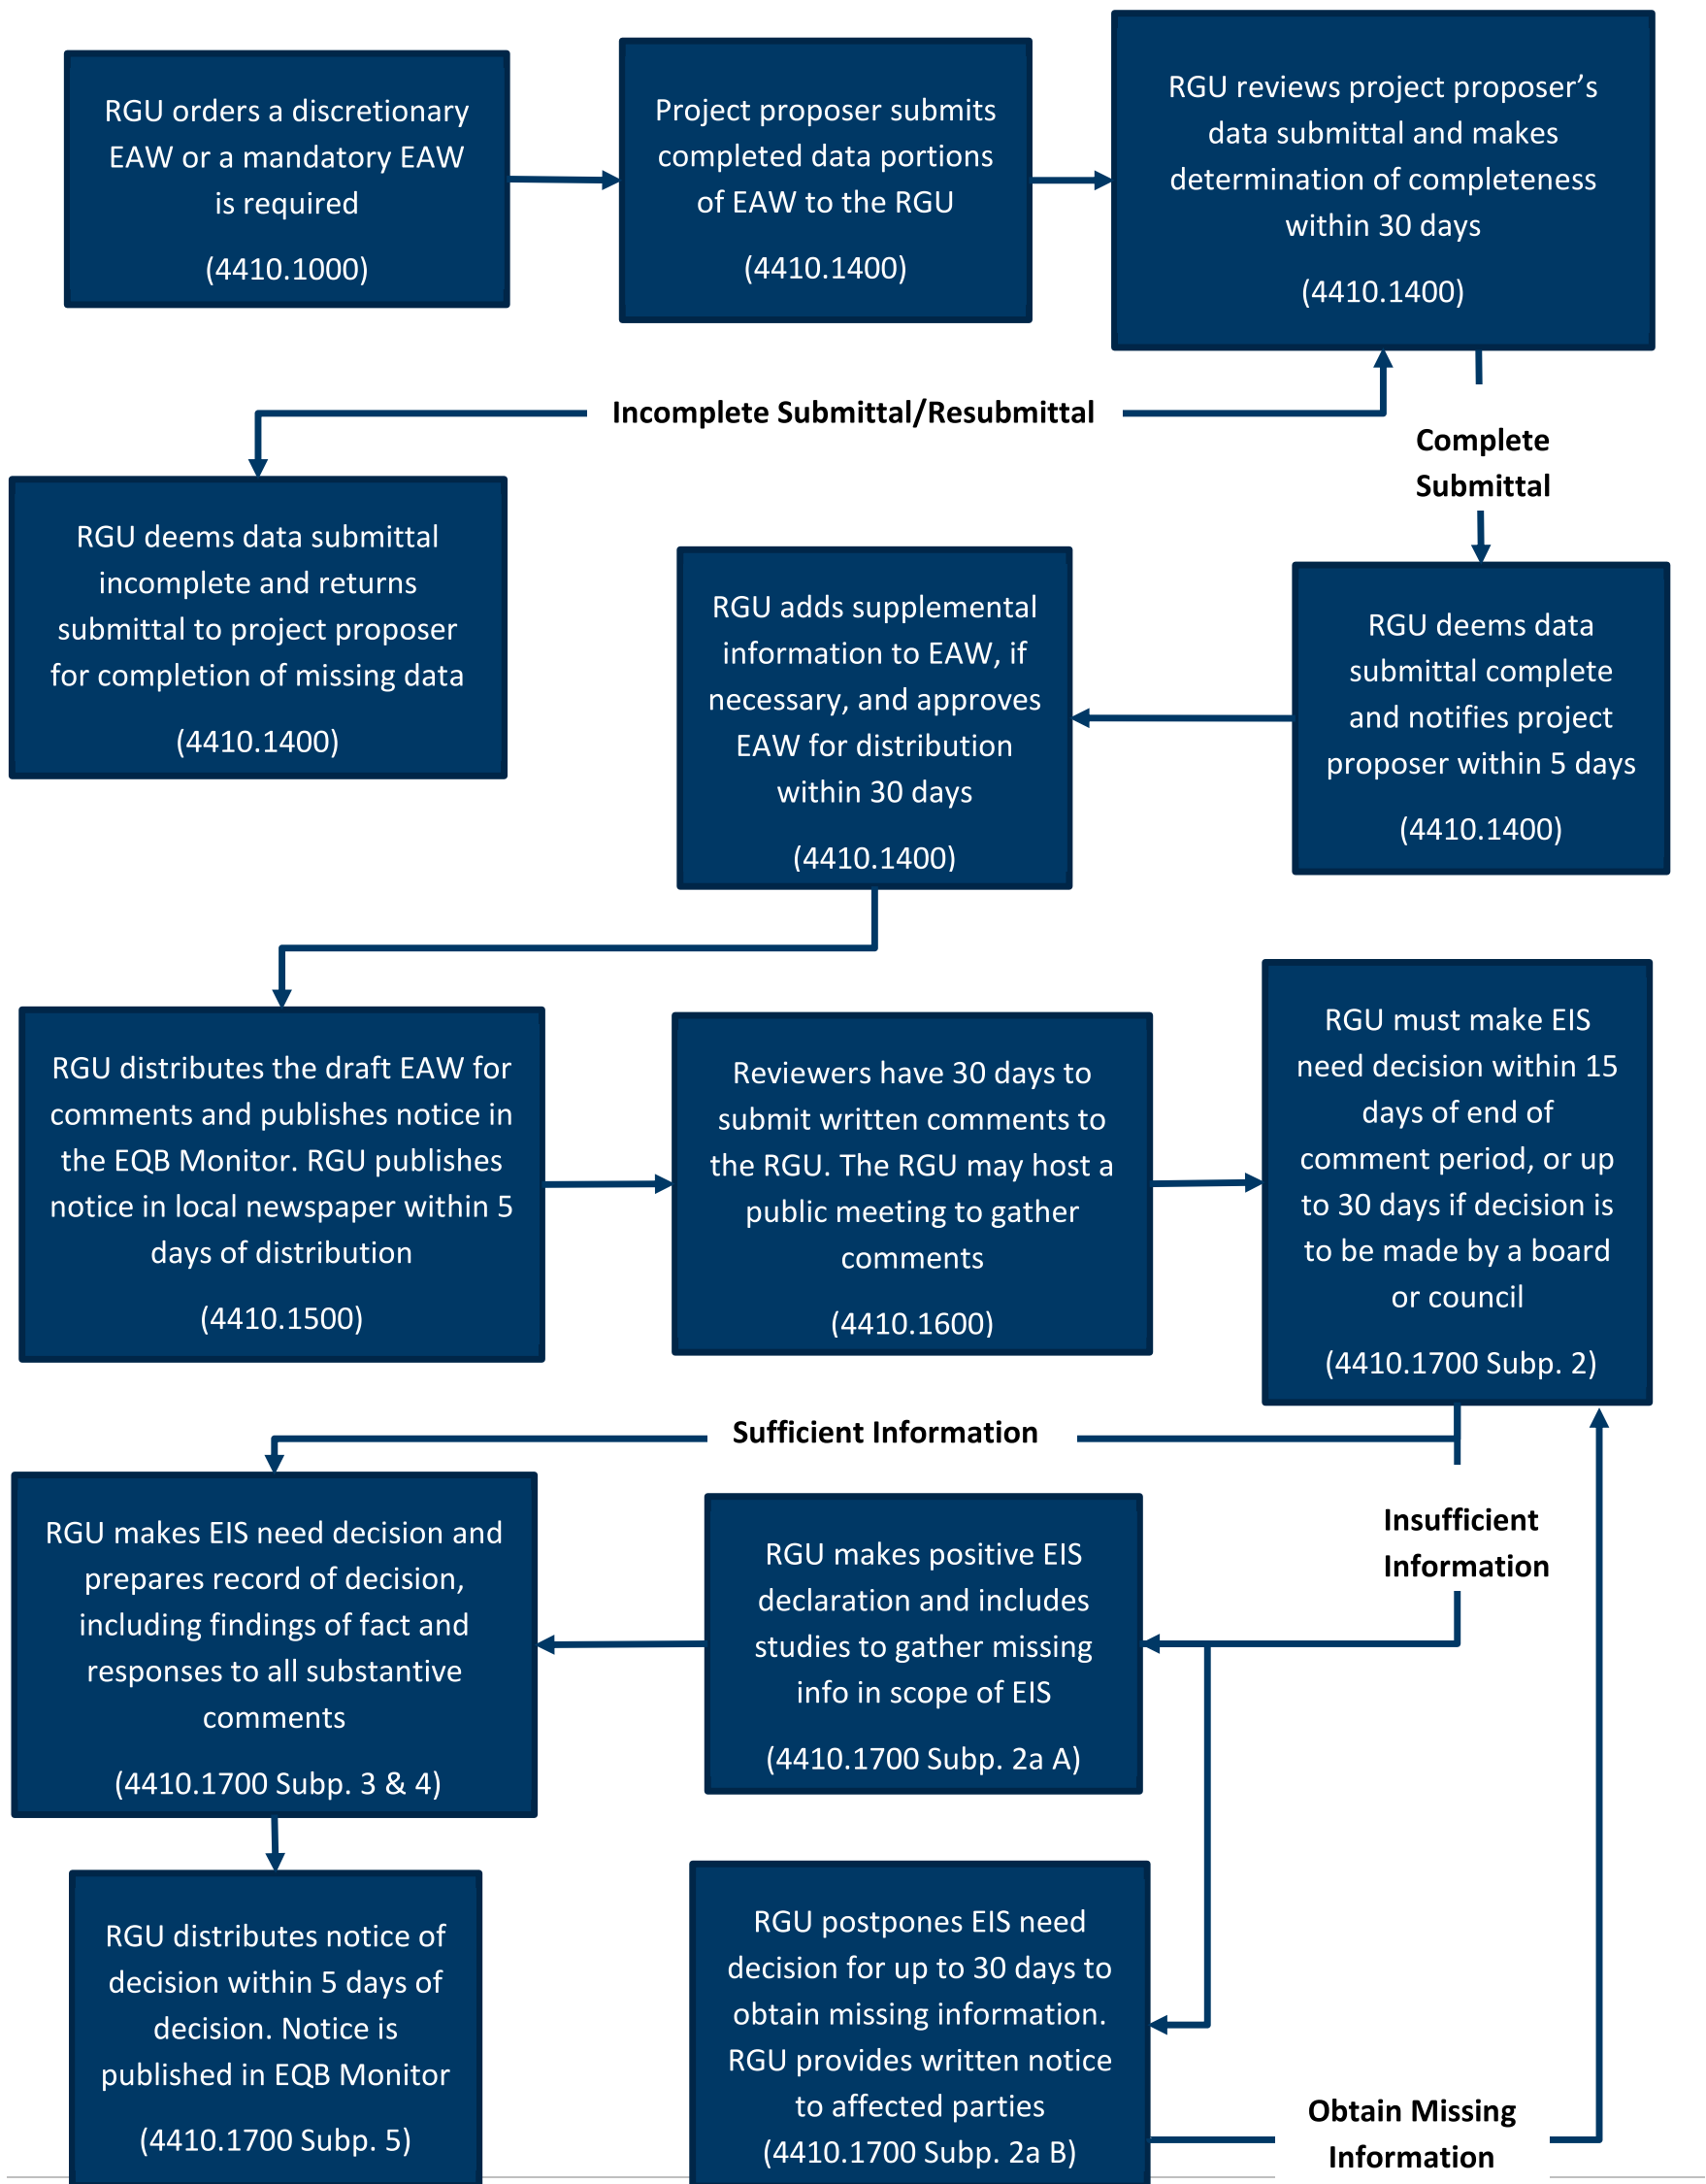 RGU orders a discretionary
EAW or a mandatory EAW
is required
(4410.1000)
Project proposer submits
completed data portions
of EAW to the RGU
(4410.1400)
RGU reviews project proposer’s
data submittal and makes
determination of completeness
within 30 days
(4410.1400)
Incomplete Submittal/Resubmittal
Complete
Submittal
RGU deems data submittal
incomplete and returns
submittal to project proposer
for completion of missing data
(4410.1400)
RGU adds supplemental
information to EAW, if
necessary, and approves
EAW for distribution
within 30 days
(4410.1400)
RGU deems data
submittal complete
and notifies project
proposer within 5 days
(4410.1400)
RGU distributes the draft EAW for
comments and publishes notice in
the EQB Monitor. RGU publishes
notice in local newspaper within 5
days of distribution
(4410.1500)
Reviewers have 30 days to
submit written comments to
the RGU. The RGU may host a
public meeting to gather
comments
(4410.1600)
RGU must make EIS
need decision within 15
days of end of
comment period, or up
to 30 days if decision is
to be made by a board
or council
(4410.1700 Subp. 2)
Sufficient Information
Insufficient
Information
RGU makes EIS need decision and
prepares record of decision,
including findings of fact and
responses to all substantive
comments
(4410.1700 Subp. 3 & 4)
RGU makes positive EIS
declaration and includes
studies to gather missing
info in scope of EIS
(4410.1700 Subp. 2a A)
RGU distributes notice of
decision within 5 days of
decision. Notice is
published in EQB Monitor
(4410.1700 Subp. 5)
RGU postpones EIS need
decision for up to 30 days to
obtain missing information.
RGU provides written notice
to affected parties
(4410.1700 Subp. 2a B)
Obtain Missing
Information